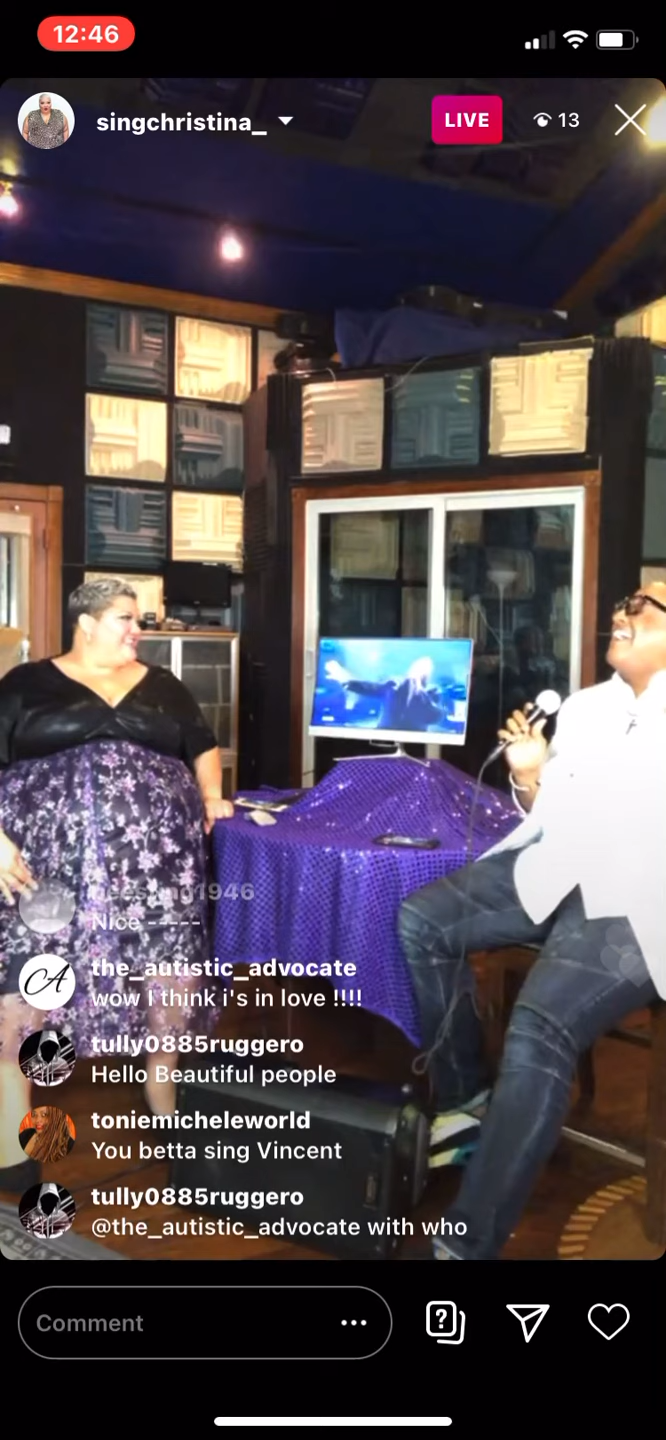 12:46
singchristina_
LIVE
13
Nice -----
the_autistic_advocate
wow I think i's in love !!!!
tully0885ruggero
Hello Beautiful people
toniemicheleworld
You betta sing Vincent
tully0885ruggero
@the_autistic_advocate with who
Comment